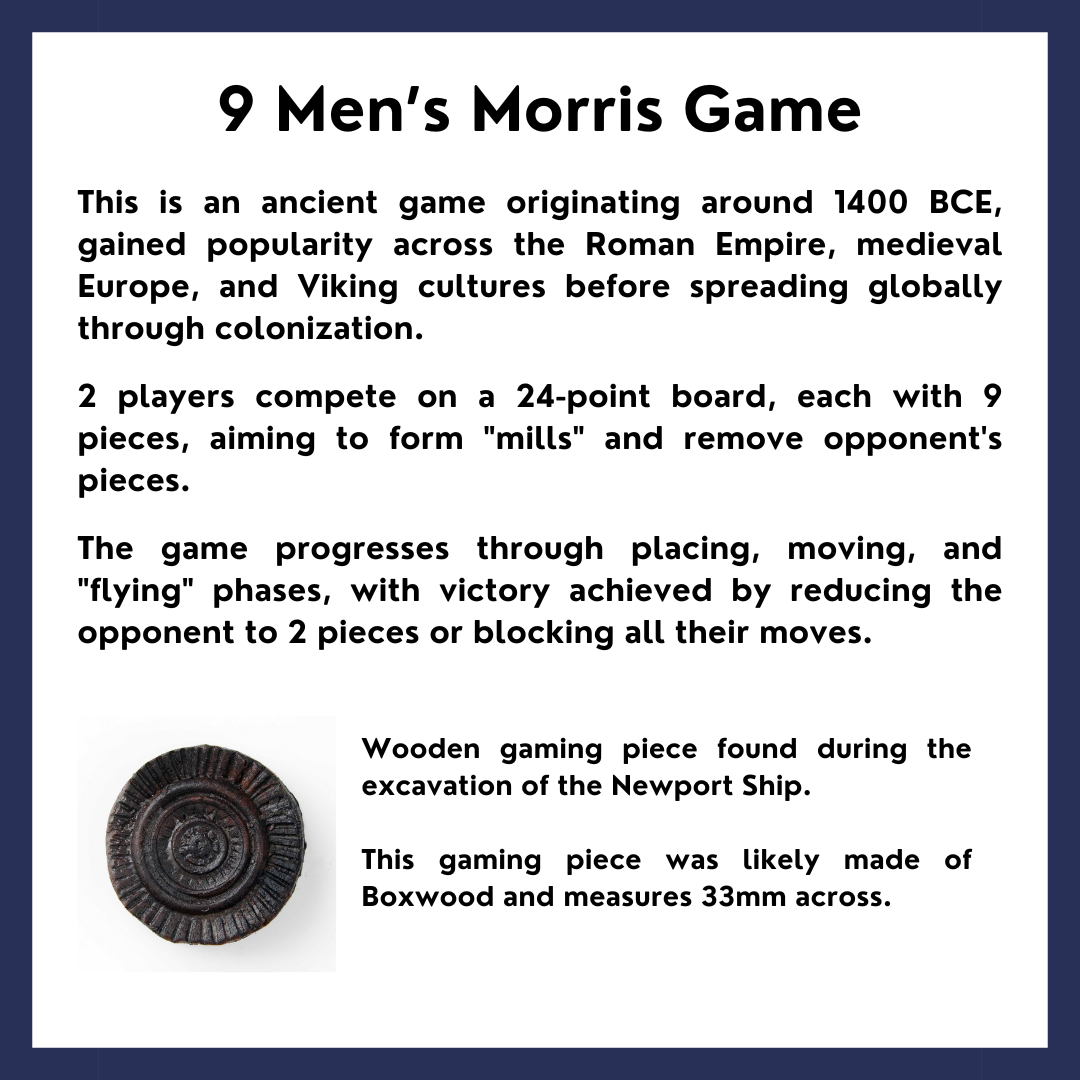 9 Men’s Morris Game
This is an ancient game originating around 1400 BCE,
gained popularity across the Roman Empire, medieval
Europe, and Viking cultures before spreading globally
through colonization.
2 players compete on a 24-point board, each with 9
pieces, aiming to form "mills" and remove opponent's
pieces.
The game progresses through placing, moving, and
"flying" phases, with victory achieved by reducing the
opponent to 2 pieces or blocking all their moves.
Wooden gaming piece found during the
excavation of the Newport Ship.
This gaming piece was likely made of
Boxwood and measures 33mm across.